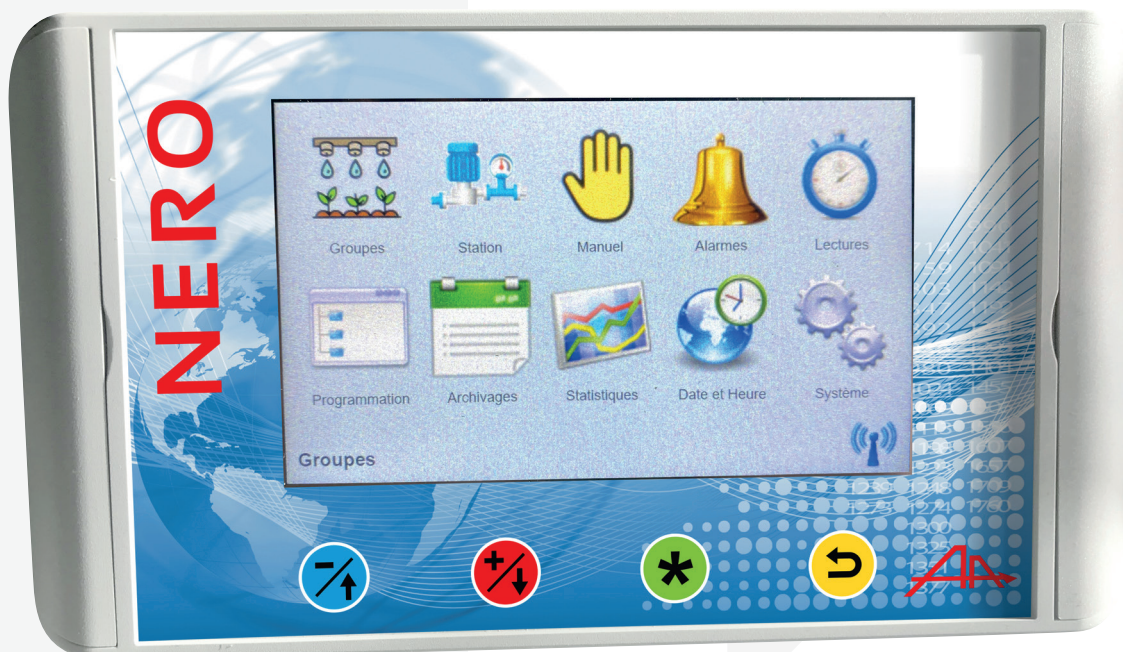 NERO
Groupes Station Manuel Alarmes Lectures
Programmation Archivages Statistiques Date et Heure Système
Groupes
-/↑ +/↓ *